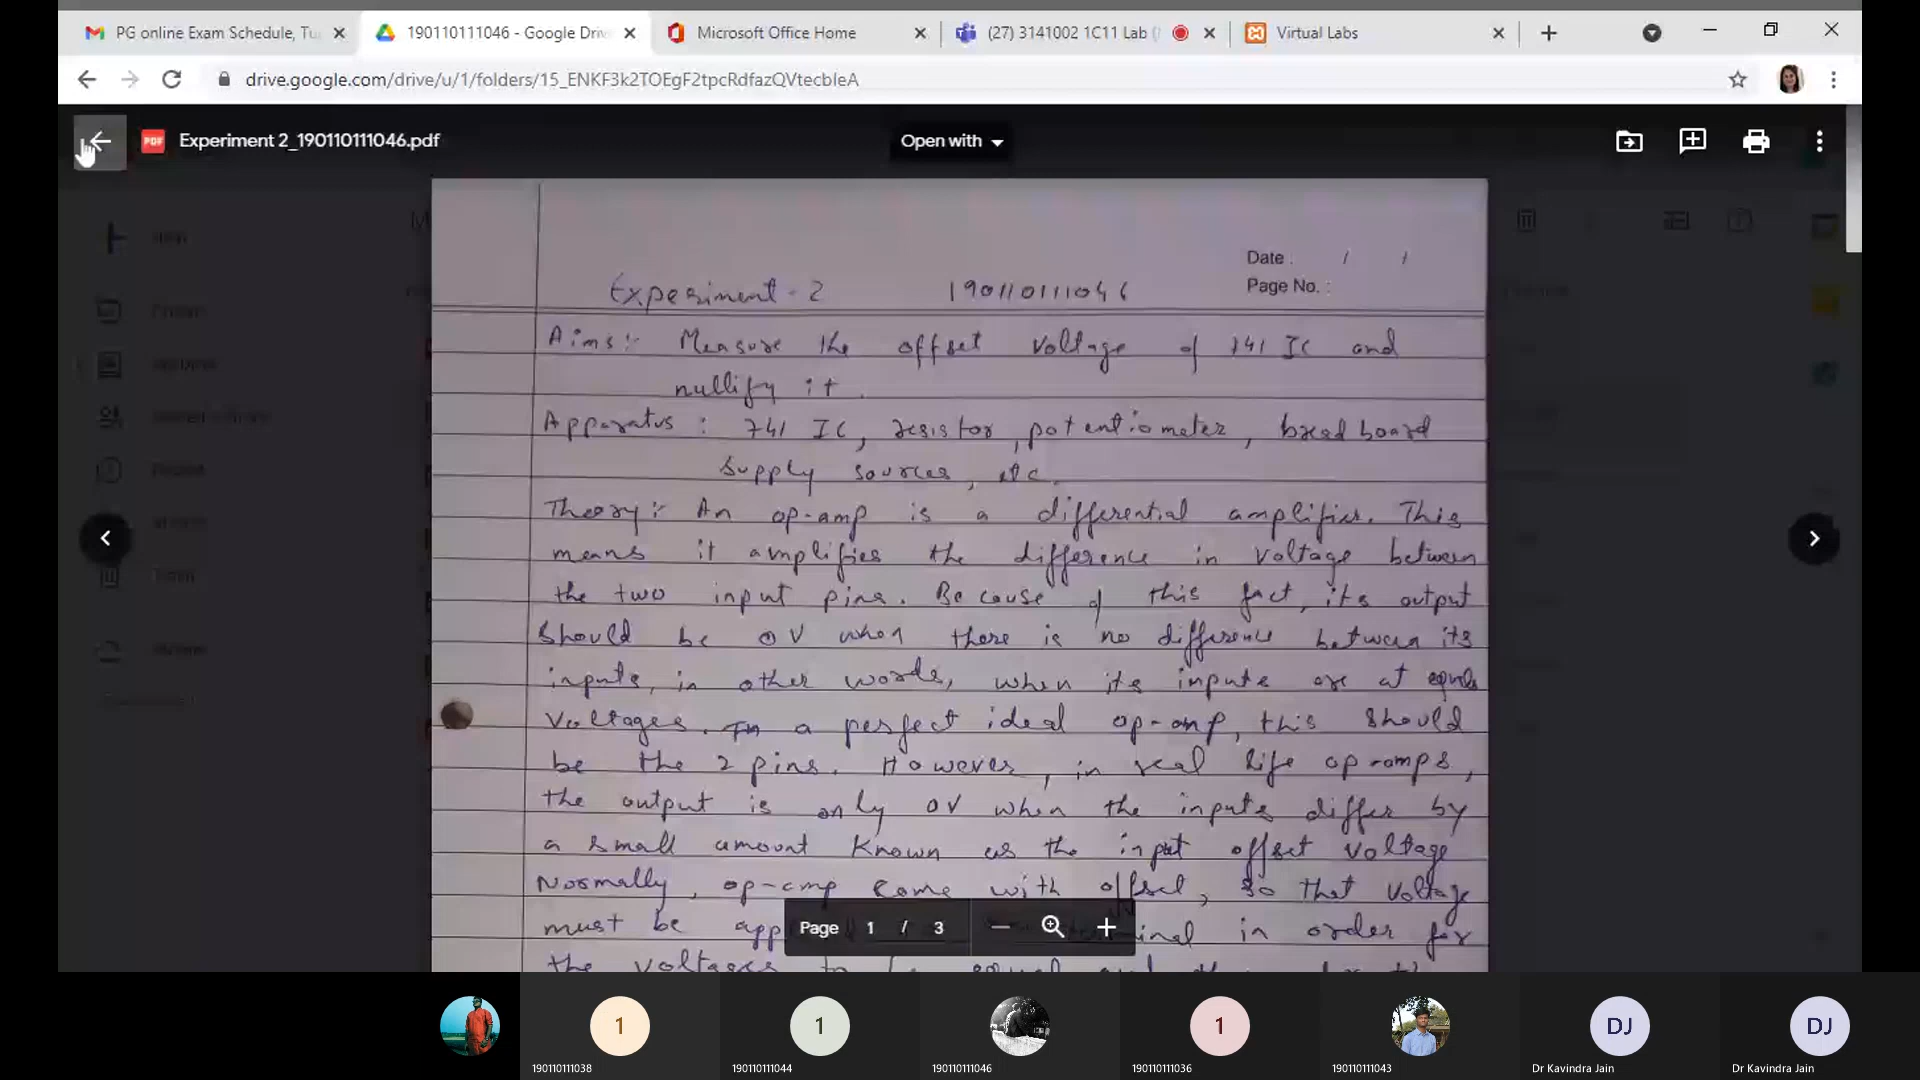 PG online Exam Schedule, Tu
190110111046 - Google Driv
Microsoft Office Home
(27) 3141002 1C11 Lab (
Virtual Labs
drive.google.com/drive/u/1/folders/15_ENKF3k2TOEgF2tpcRdfazQVtecbleA
PDF
Experiment 2_190110111046.pdf
Open with
Date . / /
Page No. :
Experiment - 2 190110111046
Aims:- Measure the offset voltage of 741 IC and
nullify it.
Apparatus : 741 IC, resistor, potentiometer, bread board
supply sources, etc.
Theory:- An op-amp is a differential amplifier. This
means it amplifies the difference in voltage between
the two input pins. Because of this fact, its output
should be 0V when there is no difference between its
inputs, in other words, when its inputs are at equals
voltages. In a perfect ideal op-amp, this should
be the 2 pins. However, in real life op-amps,
the output is only 0V when the inputs differ by
a small amount known as the input offset voltage
Normally, op-amp come with offset, so that voltage
must be app
Page 1 / 3
in order for
the voltages
190110111038
190110111044
190110111046
190110111036
190110111043
DJ
Dr Kavindra Jain
DJ
Dr Kavindra Jain